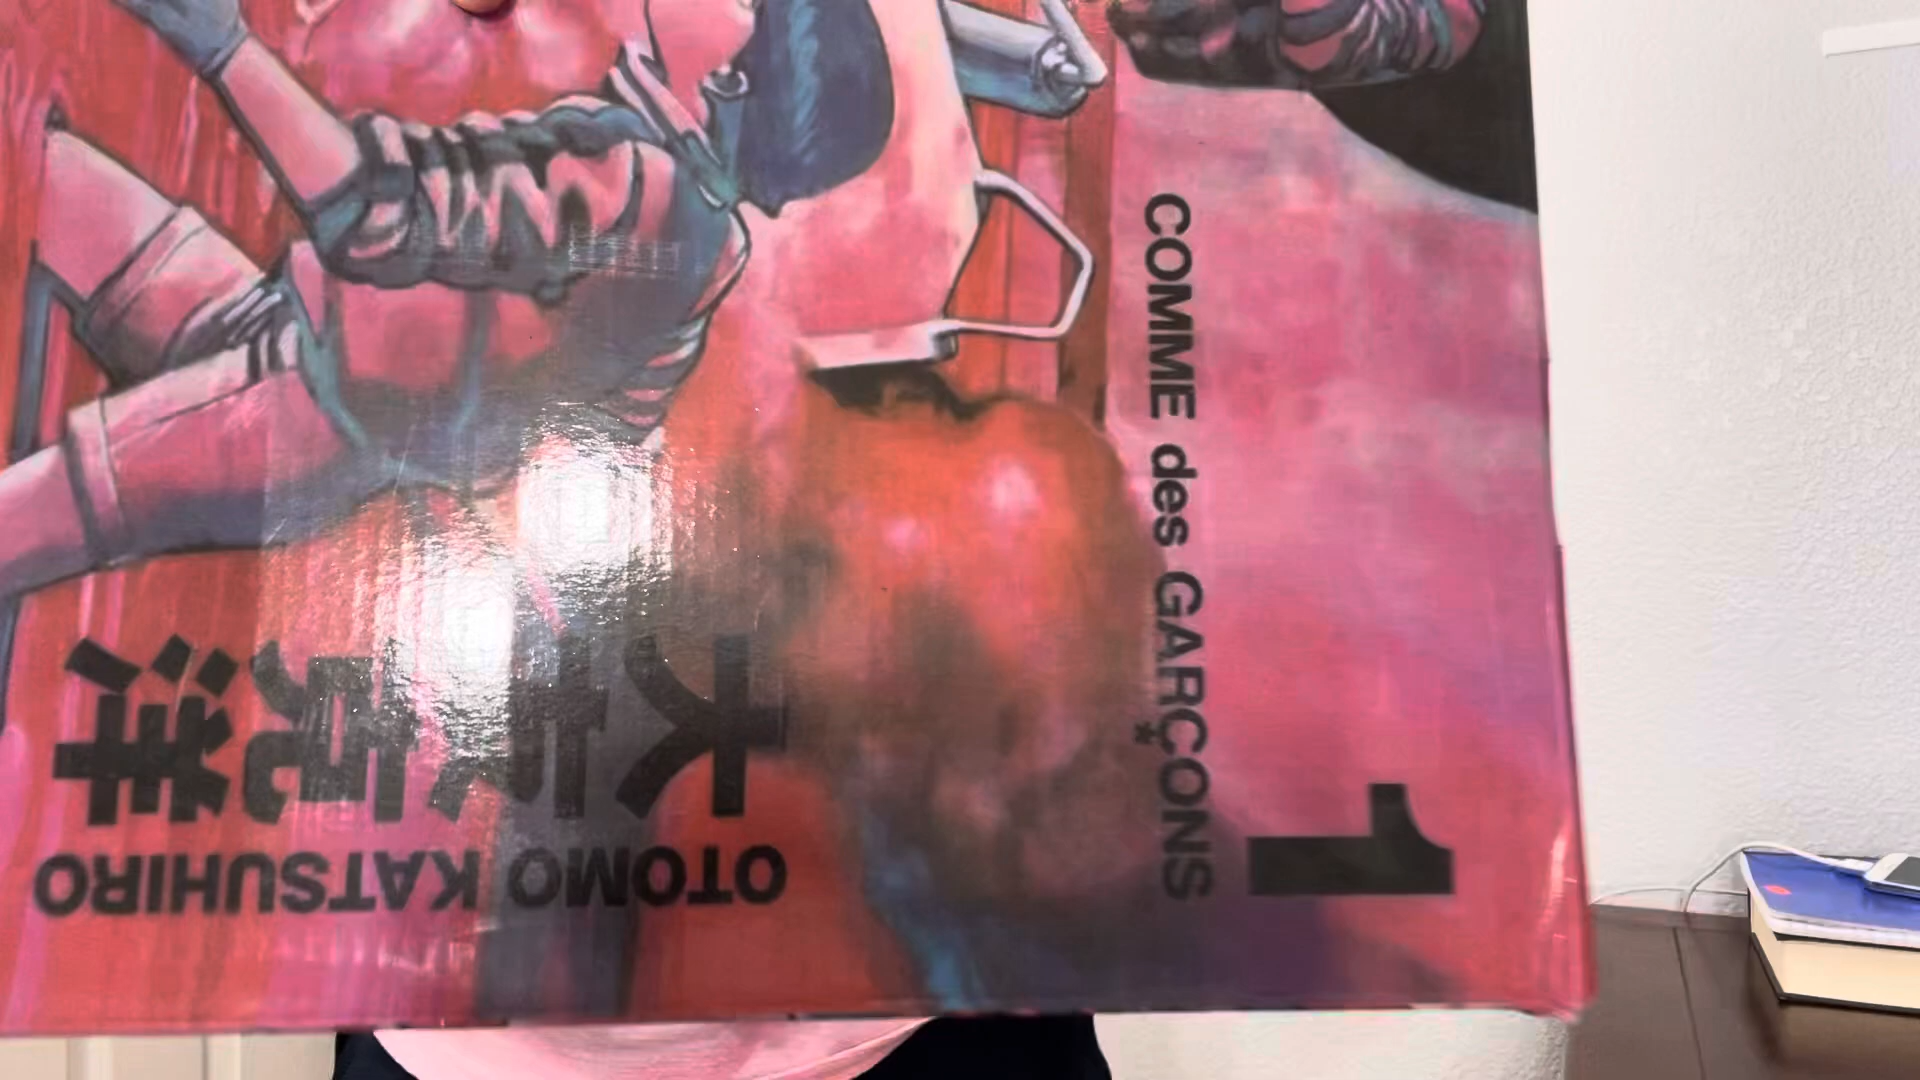 COMME des GARÇONS
*
1
大友克洋
OTOMO KATSUHIRO